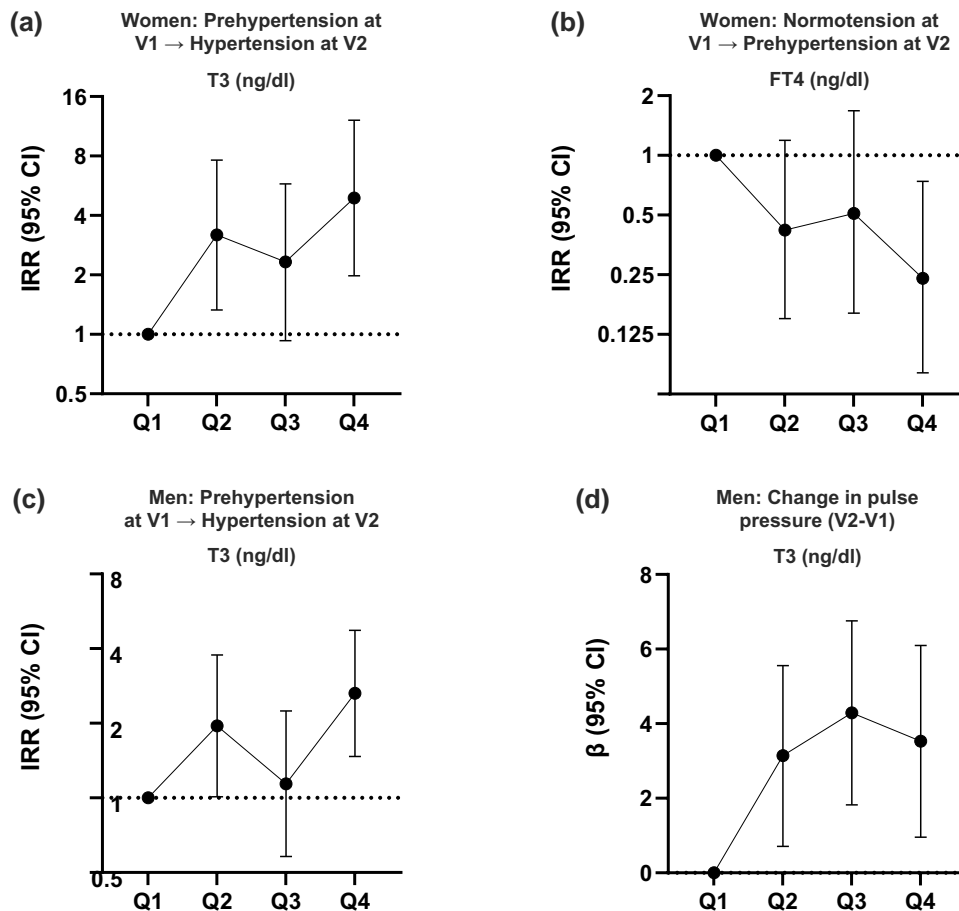 (a)
Women: Prehypertension at
V1 → Hypertension at V2
T3 (ng/dl)
IRR (95% CI)
16
8
4
2
1
0.5
Q1 Q2 Q3 Q4
(b)
Women: Normotension at
V1 → Prehypertension at V2
FT4 (ng/dl)
IRR (95% CI)
2
1
0.5
0.25
0.125
Q1 Q2 Q3 Q4
(c)
Men: Prehypertension
at V1 → Hypertension at V2
T3 (ng/dl)
IRR (95% CI)
8
4
2
1
0.5
Q1 Q2 Q3 Q4
(d)
Men: Change in pulse
pressure (V2-V1)
T3 (ng/dl)
β (95% CI)
8
6
4
2
0
Q1 Q2 Q3 Q4